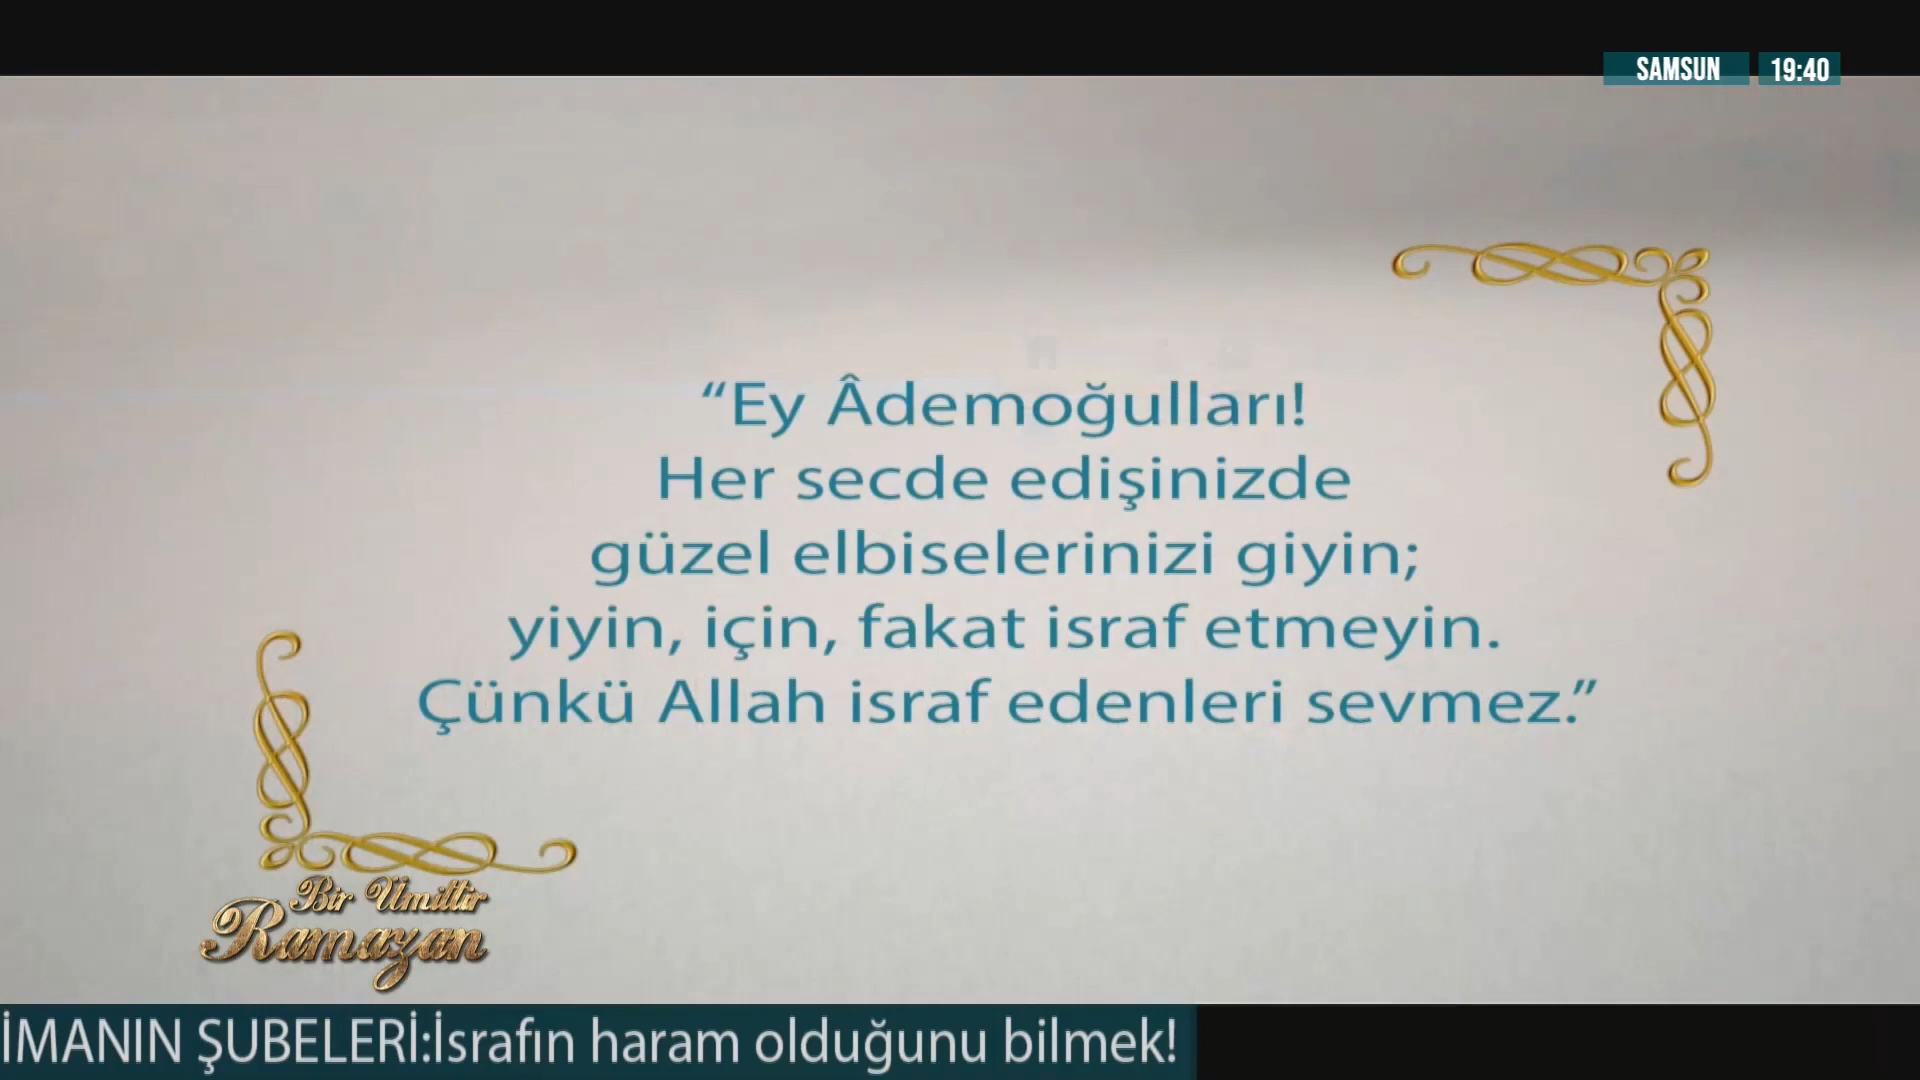 SAMSUN 19:40
“Ey Âdemoğulları!
Her secde edişinizde
güzel elbiselerinizi giyin;
yiyin, için, fakat israf etmeyin.
Çünkü Allah israf edenleri sevmez.”
Bir Ümittir
Ramazan
İMANIN ŞUBELERİ:İsrafın haram olduğunu bilmek!